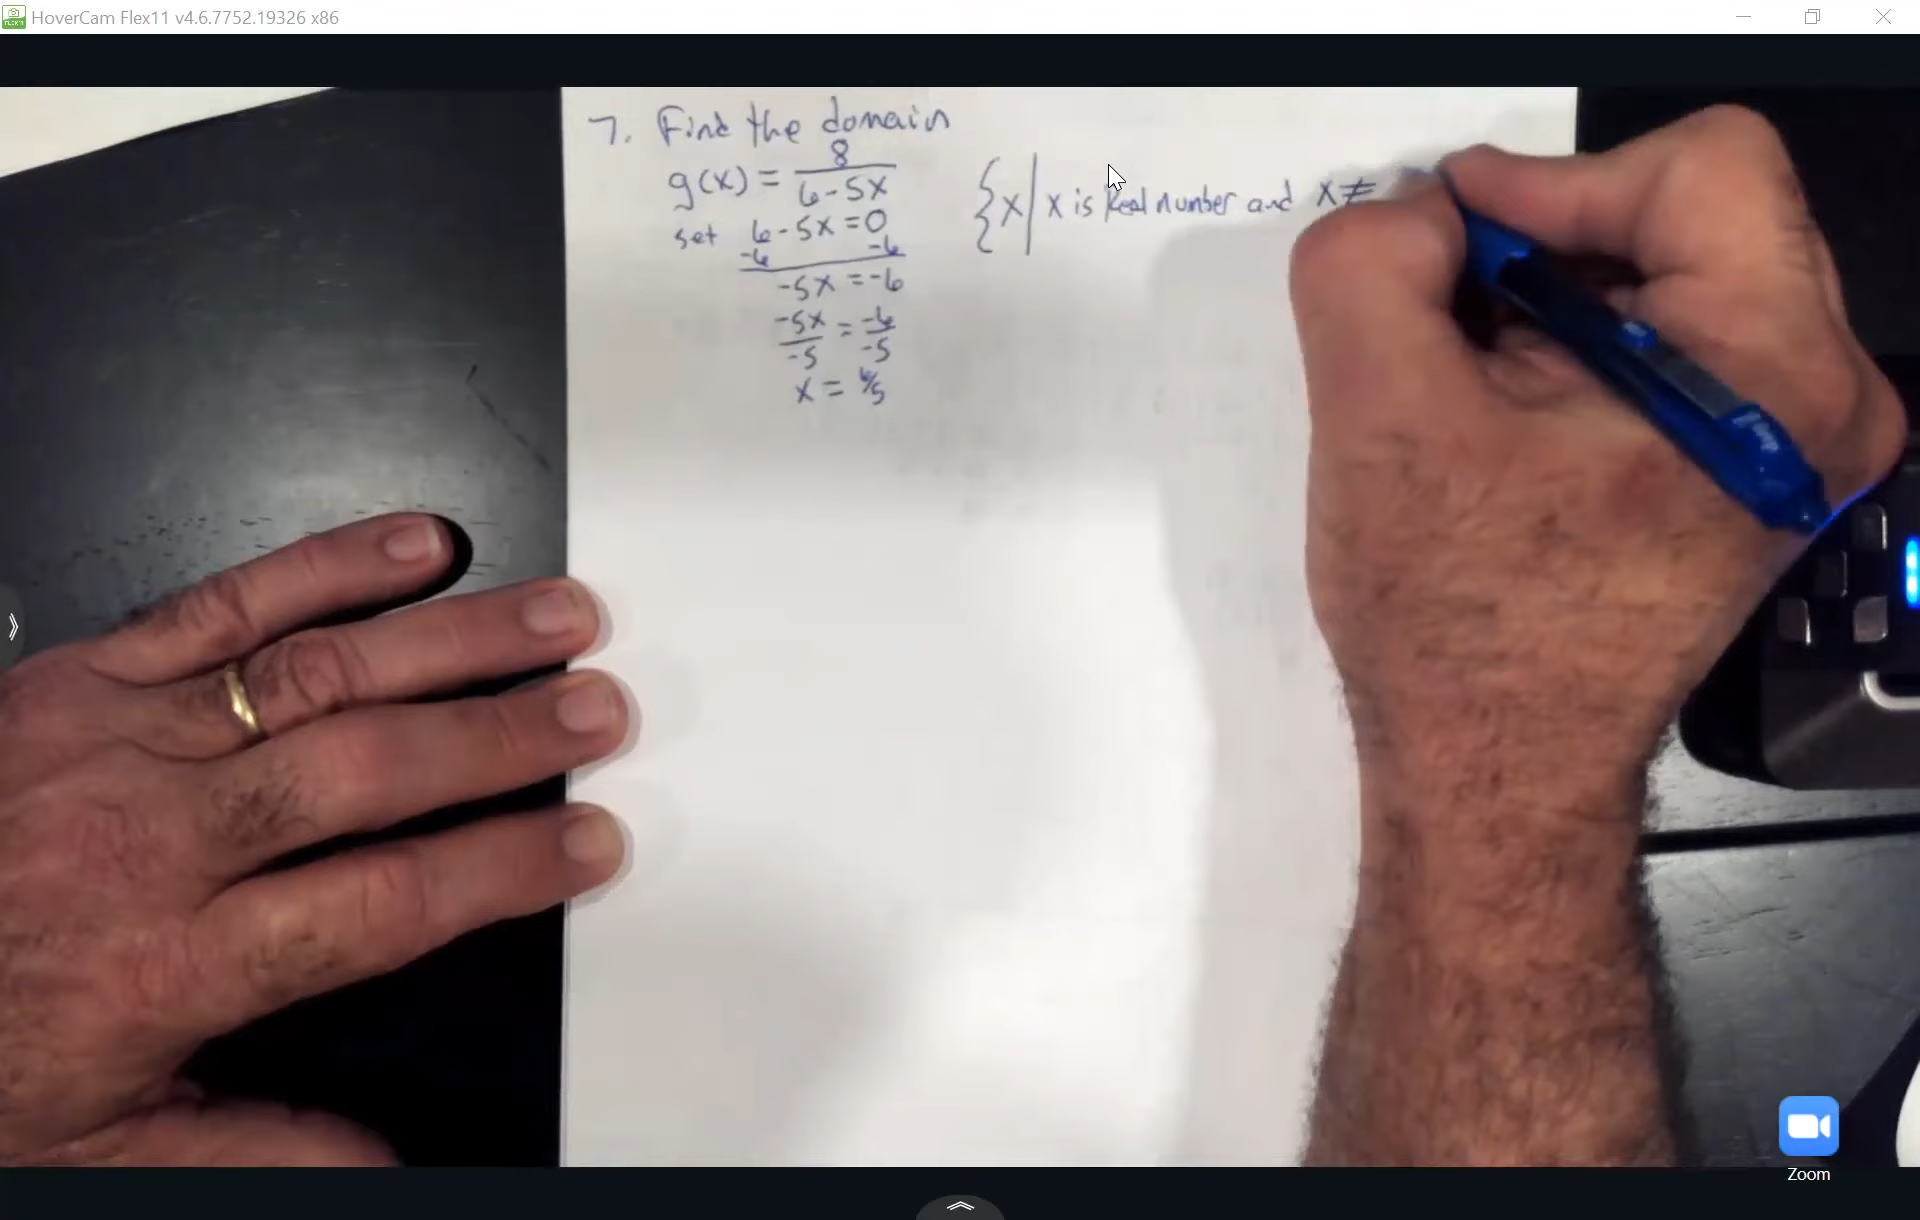 HoverCam Flex11 v4.6.7752.19326 x86
7. Find the domain
g(x) = 8/(6-5x)
{x | x is Real number and x≠
set 6-5x=0
-6 -6
-5x = -6
-5x/-5 = -6/-5
x = 6/5
Zoom